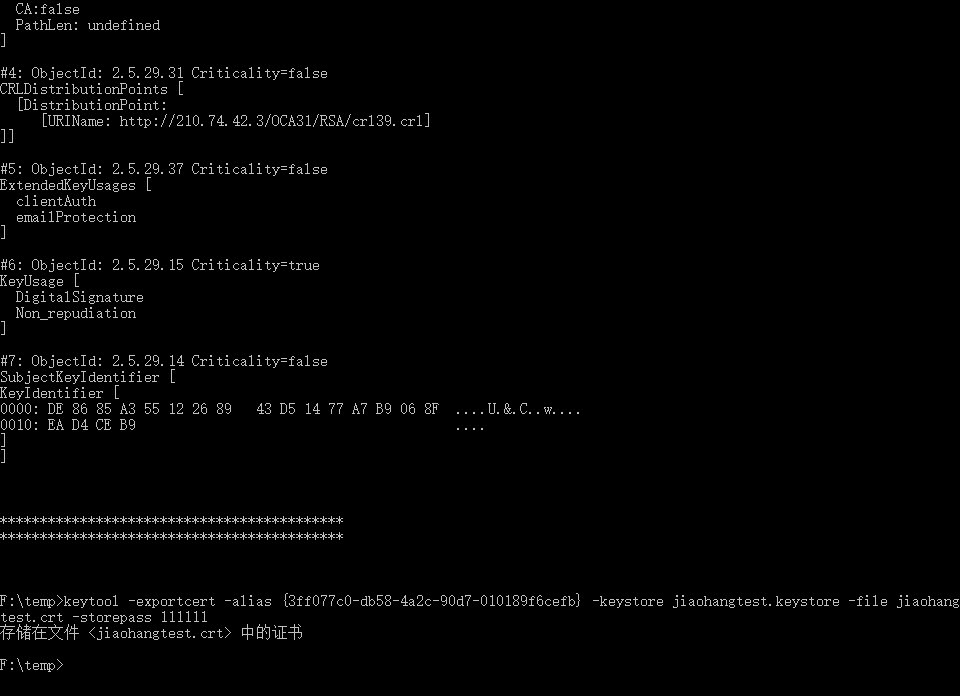 CA:false
PathLen: undefined
]
#4: ObjectId: 2.5.29.31 Criticality=false
CRLDistributionPoints [
[DistributionPoint:
[URIName: http://210.74.42.3/OCA31/RSA/crl39.crl]
]]
#5: ObjectId: 2.5.29.37 Criticality=false
ExtendedKeyUsages [
clientAuth
emailProtection
]
#6: ObjectId: 2.5.29.15 Criticality=true
KeyUsage [
DigitalSignature
Non_repudiation
]
#7: ObjectId: 2.5.29.14 Criticality=false
SubjectKeyIdentifier [
KeyIdentifier [
0000: DE 86 85 A3 55 12 26 89   43 D5 14 77 A7 B9 06 8F  ....U.&.C..w....
0010: EA D4 CE B9                                        ....
]
]
*******************************************
*******************************************
F:\temp>keytool -exportcert -alias {3ff077c0-db58-4a2c-90d7-010189f6cefb} -keystore jiaohangtest.keystore -file jiaohang
test.crt -storepass 111111
存储在文件 <jiaohangtest.crt> 中的证书
F:\temp>